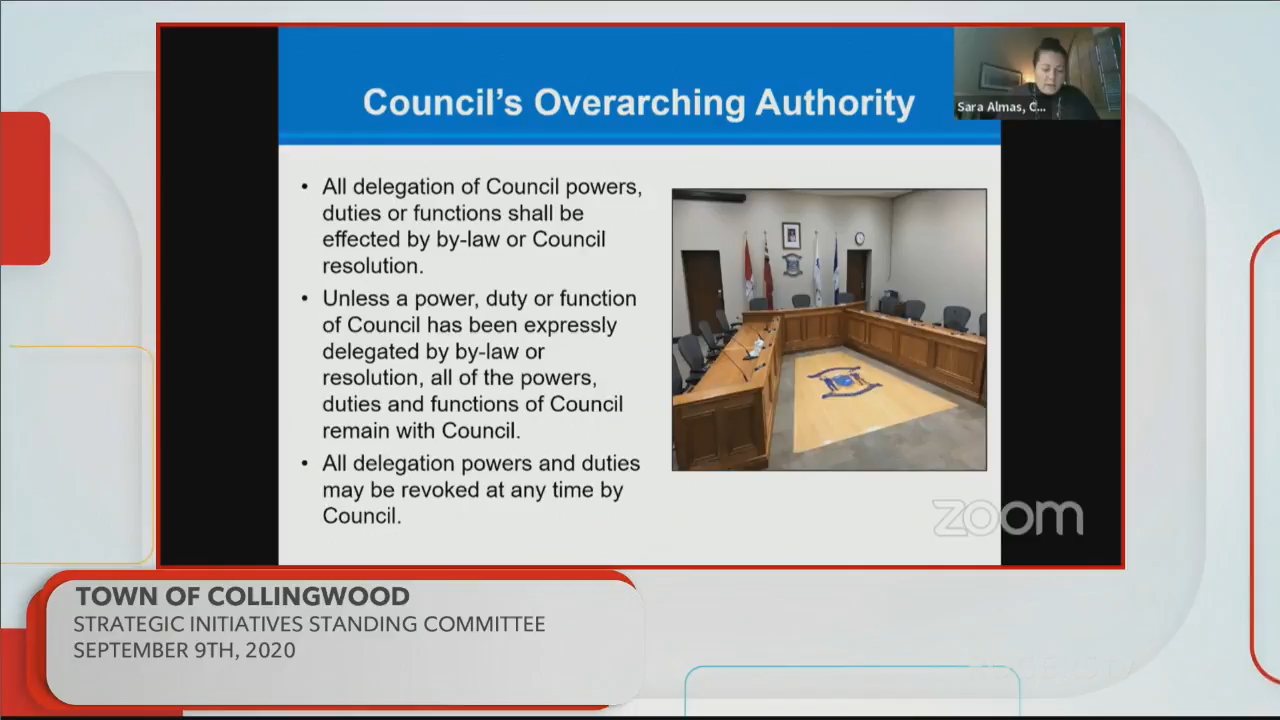 Council's Overarching Authority
Sara Almas, C...
• All delegation of Council powers,
duties or functions shall be
effected by by-law or Council
resolution.
• Unless a power, duty or function
of Council has been expressly
delegated by by-law or
resolution, all of the powers,
duties and functions of Council
remain with Council.
• All delegation powers and duties
may be revoked at any time by
Council.
zoom
TOWN OF COLLINGWOOD
STRATEGIC INITIATIVES STANDING COMMITTEE
SEPTEMBER 9TH, 2020